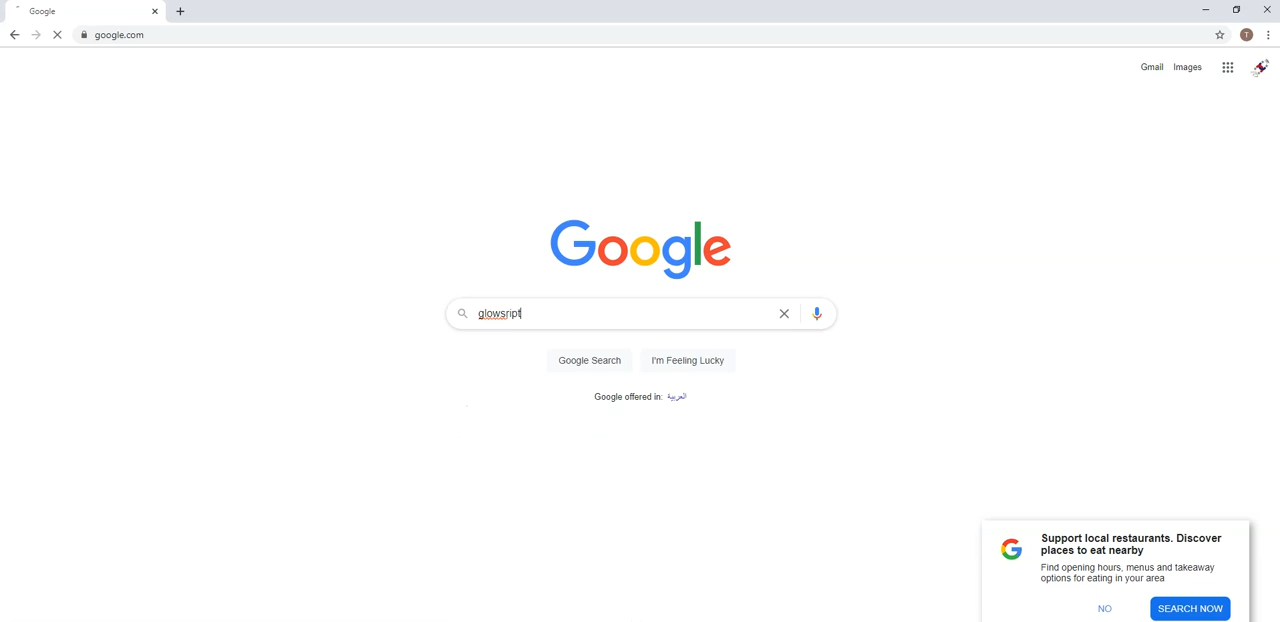 Google
google.com
T
Gmail Images
Google
glowsript
Google Search I'm Feeling Lucky
Google offered in: العربية
Support local restaurants. Discover
places to eat nearby
Find opening hours, menus and takeaway
options for eating in your area
NO SEARCH NOW